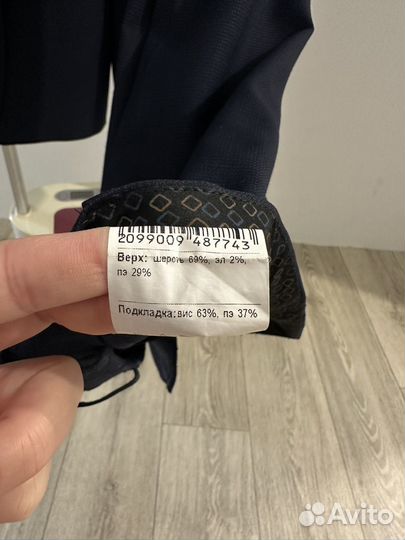 2099009 487743
Верх: шерсть 69%, эл 2%,
пэ 29%
Подкладка:вис 63%, пэ 37%
Avito